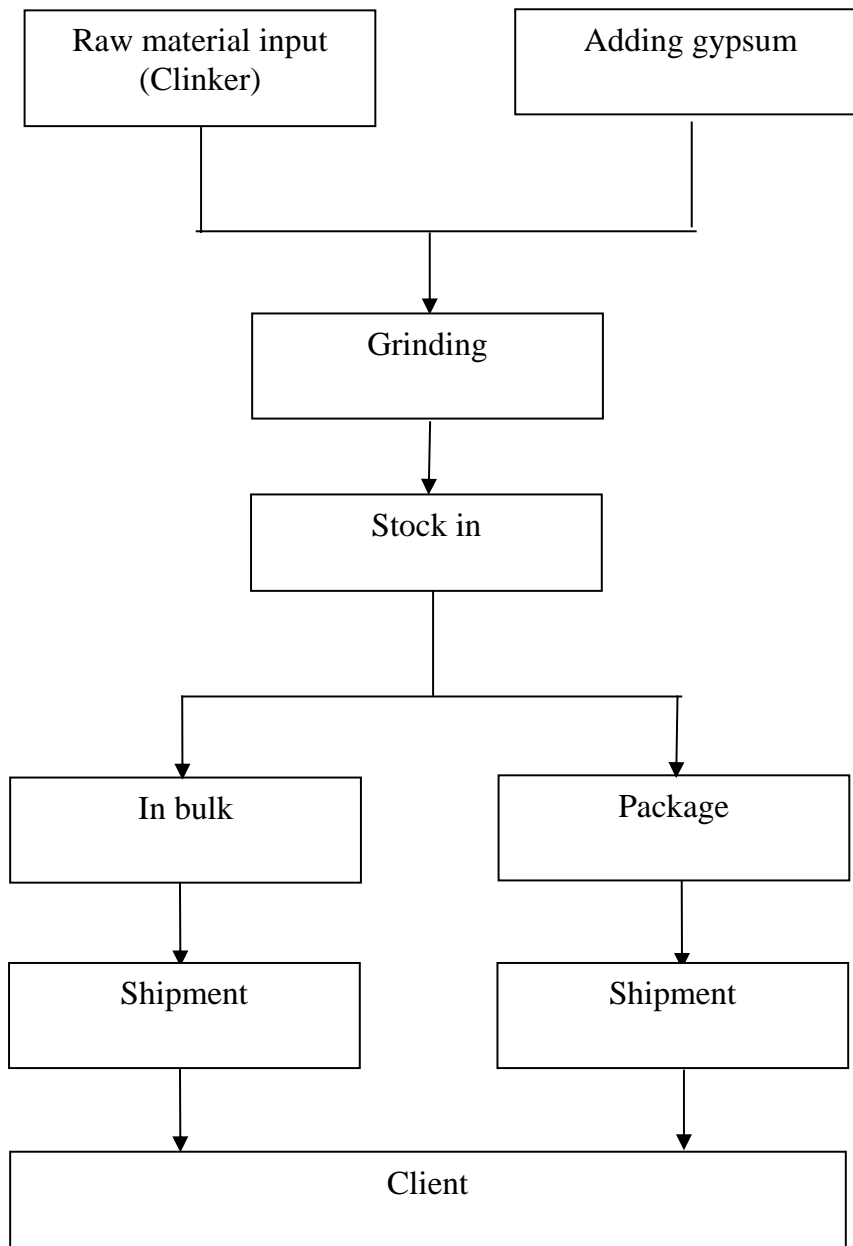 Raw material input
(Clinker)
Adding gypsum
Grinding
Stock in
In bulk
Package
Shipment
Shipment
Client